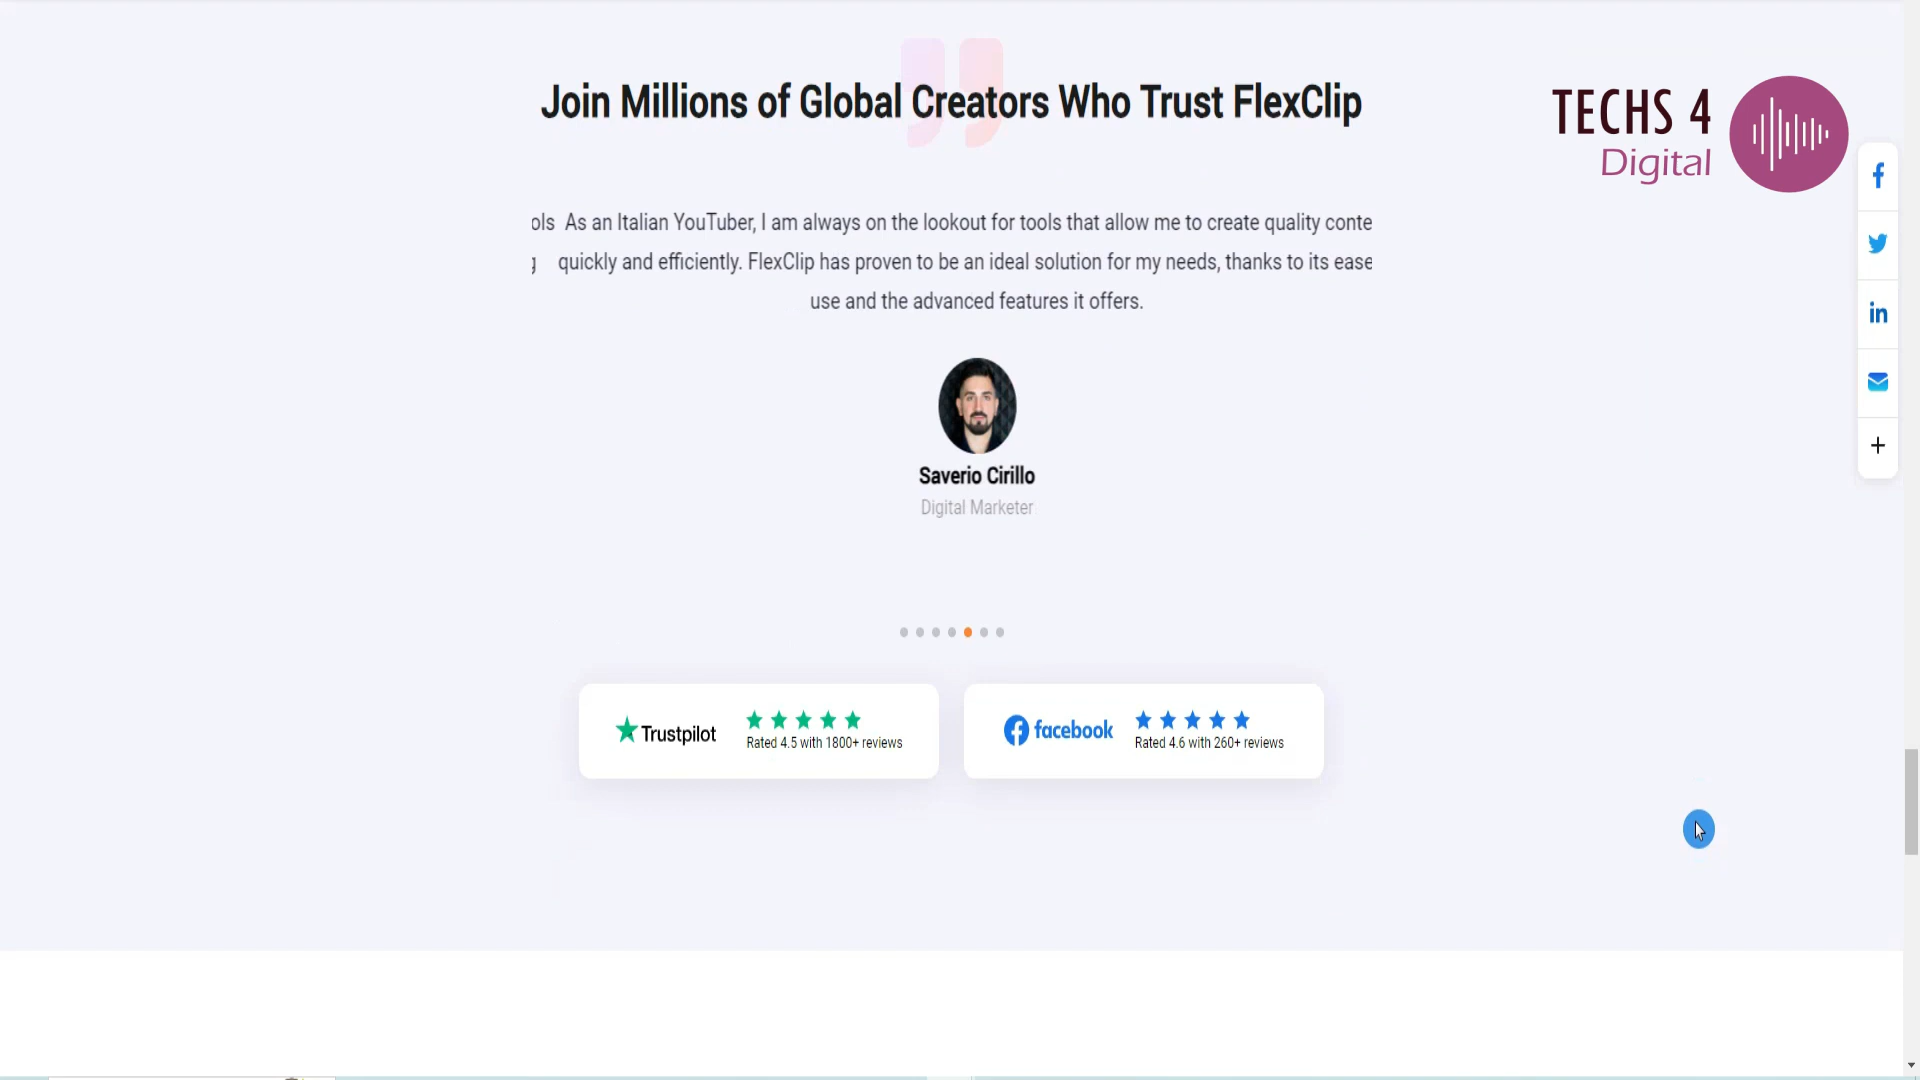 Join Millions of Global Creators Who Trust FlexClip
TECHS 4
Digital
ols As an Italian YouTuber, I am always on the lookout for tools that allow me to create quality conte
g quickly and efficiently. FlexClip has proven to be an ideal solution for my needs, thanks to its ease
use and the advanced features it offers.
Saverio Cirillo
Digital Marketer
Trustpilot
Rated 4.5 with 1800+ reviews
facebook
Rated 4.6 with 260+ reviews